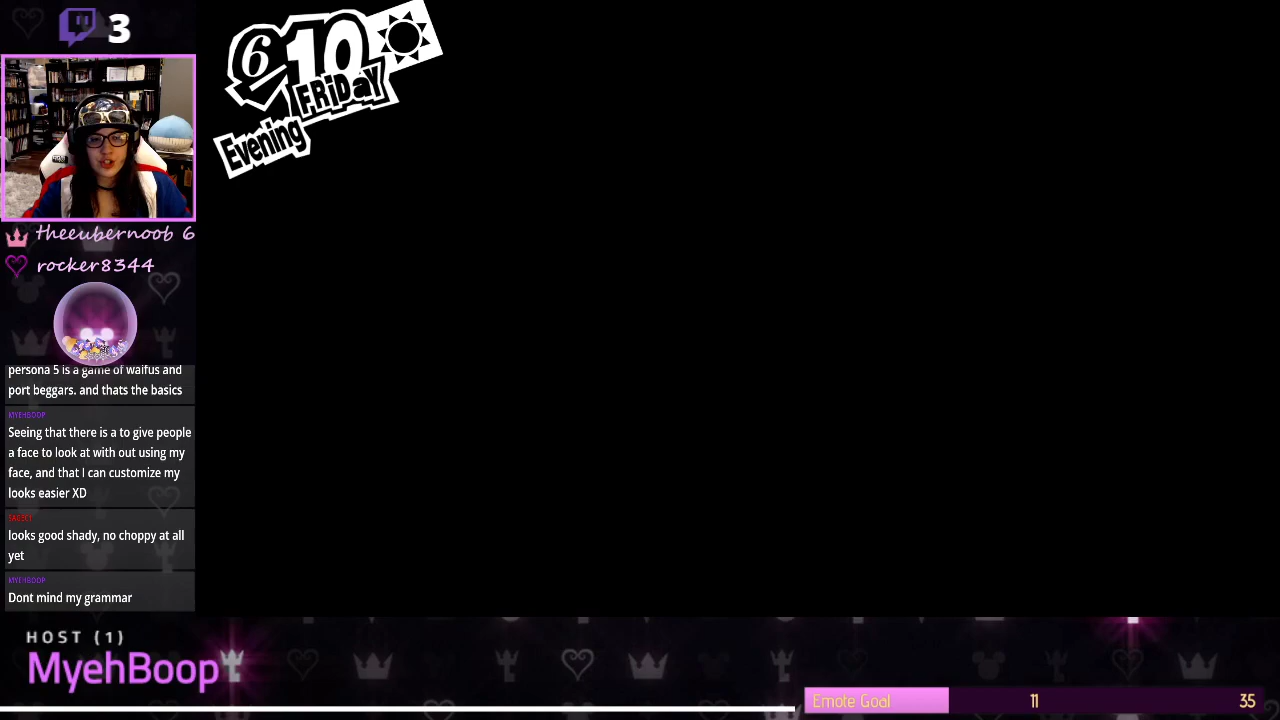 3
6 10
FRiDaY
Evening
theeubernoob 6
rocker8344
persona 5 is a game of waifus and
port beggars. and thats the basics
MYEHBOOP
Seeing that there is a to give people
a face to look at with out using my
face, and that I can customize my
looks easier XD
looks good shady, no choppy at all
yet
MYEHBOOP
Dont mind my grammar
HOST (1)
MyehBoop
Emote Goal 11 35